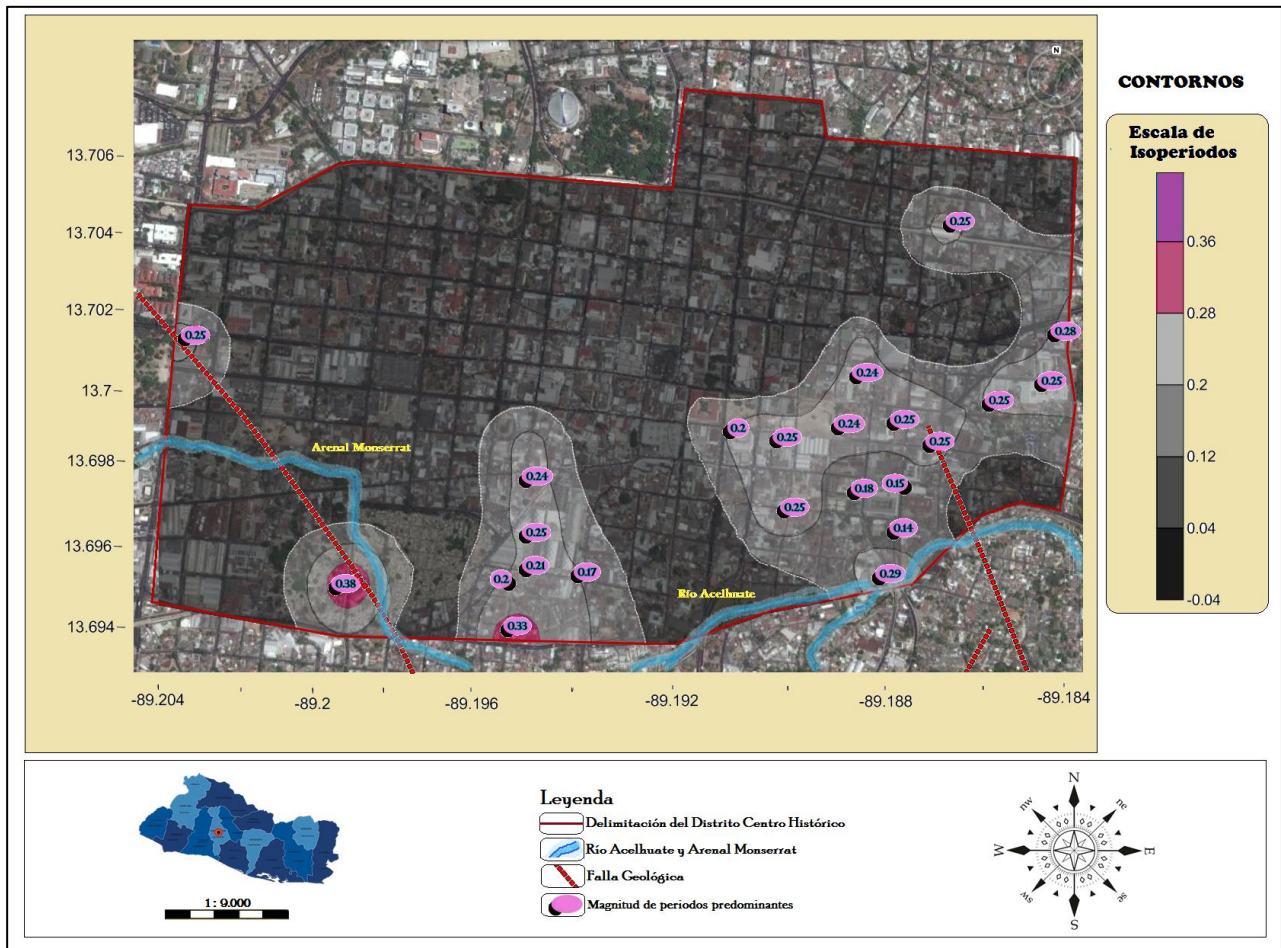 CONTORNOS
Escala de
Isoperiodos
0.36
0.28
0.2
0.12
0.04
-0.04
N
13.706
13.704
13.702
13.7
13.698
13.696
13.694
-89.204
-89.2
-89.196
-89.192
-89.188
-89.184
0.25
0.25
0.28
0.24
0.25
0.25
0.2
0.25
0.24
0.25
0.25
0.24
0.18
0.15
0.25
0.14
0.25
0.21
0.2
0.17
0.29
0.38
0.33
Arenal Monserrat
Río Acelhuate
Leyenda
Delimitación del Distrito Centro Histórico
Río Acelhuate y Arenal Monserrat
Falla Geológica
Magnitud de periodos predominantes
1 : 9.000
N
nw
ne
W
E
sw
se
S